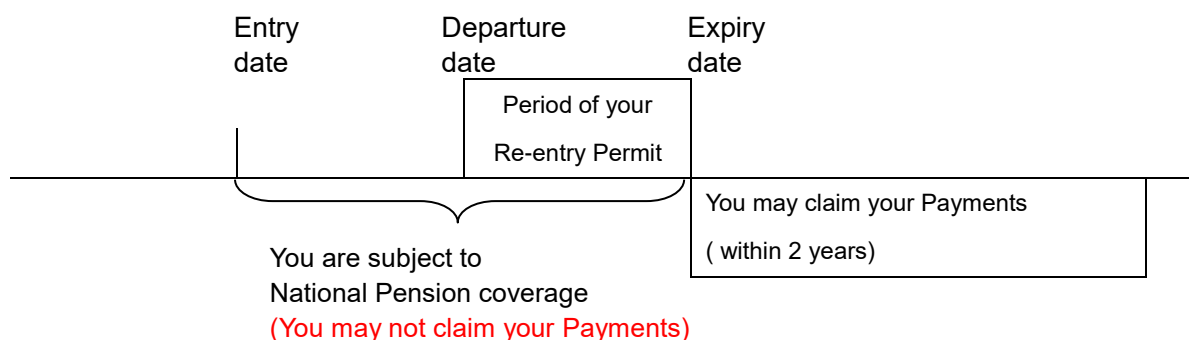 Entry date
Departure date
Expiry date
Period of your
Re-entry Permit
You may claim your Payments
( within 2 years)
You are subject to
National Pension coverage
(You may not claim your Payments)